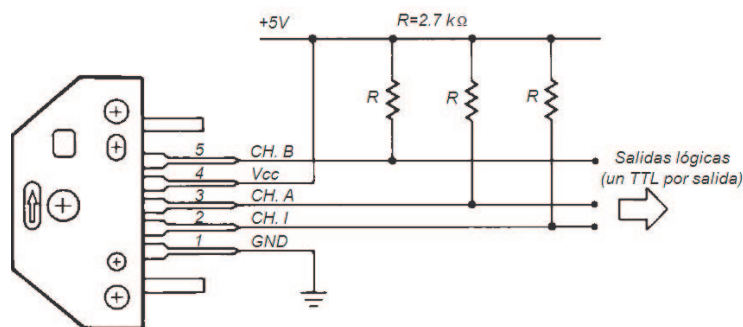 +5V
R=2.7 kΩ
R
R
R
5
CH. B
4
Vcc
3
CH. A
2
CH. I
1
GND
Salidas lógicas
(un TTL por salida)